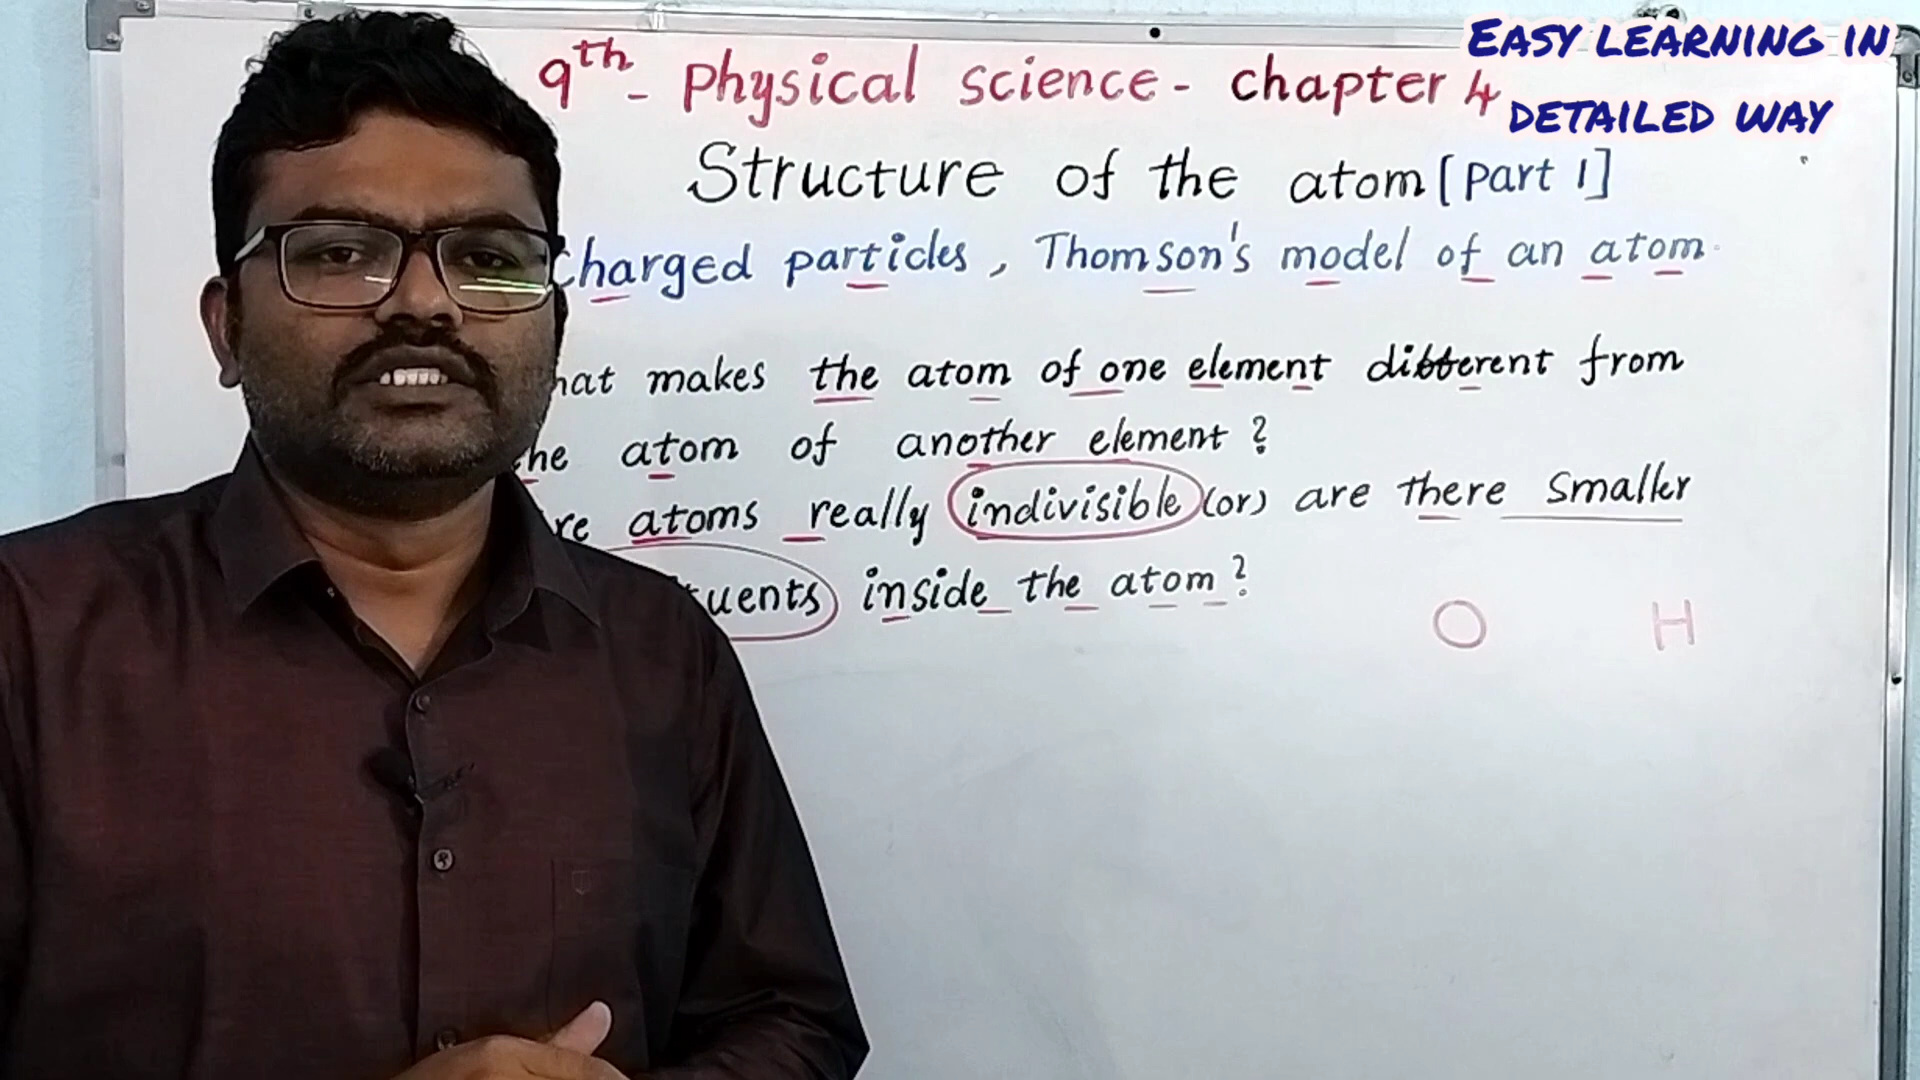 EASY LEARNING IN
DETAILED WAY
9th - Physical science - chapter 4
Structure of the atom [Part 1]
charged particles, Thomson's model of an atom
makes the atom of one element different from
atom of another element?
atoms really indivisible (or) are there smaller
inside the atom?
O H